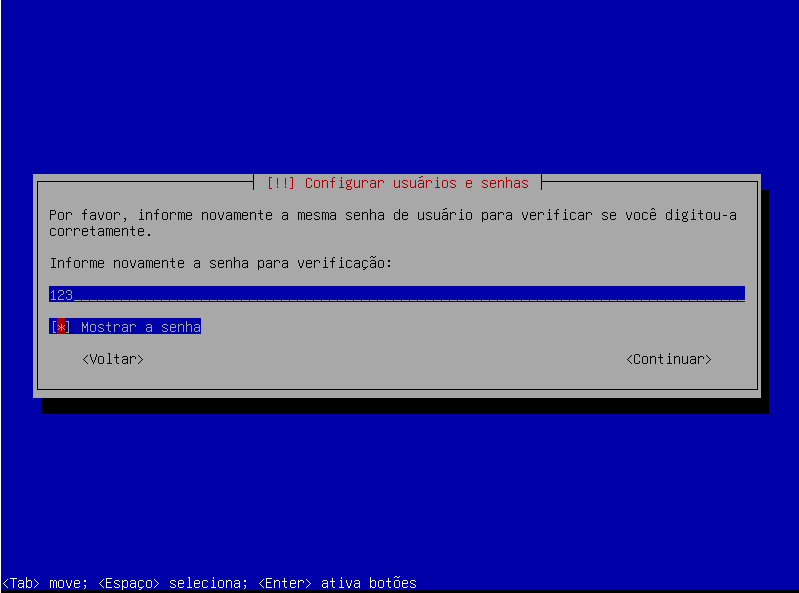 [!!] Configurar usuários e senhas
Por favor, informe novamente a mesma senha de usuário para verificar se você digitou-a
corretamente.
Informe novamente a senha para verificação:
123
[*] Mostrar a senha
<Voltar> <Continuar>
<Tab> move; <Espaço> seleciona; <Enter> ativa botões